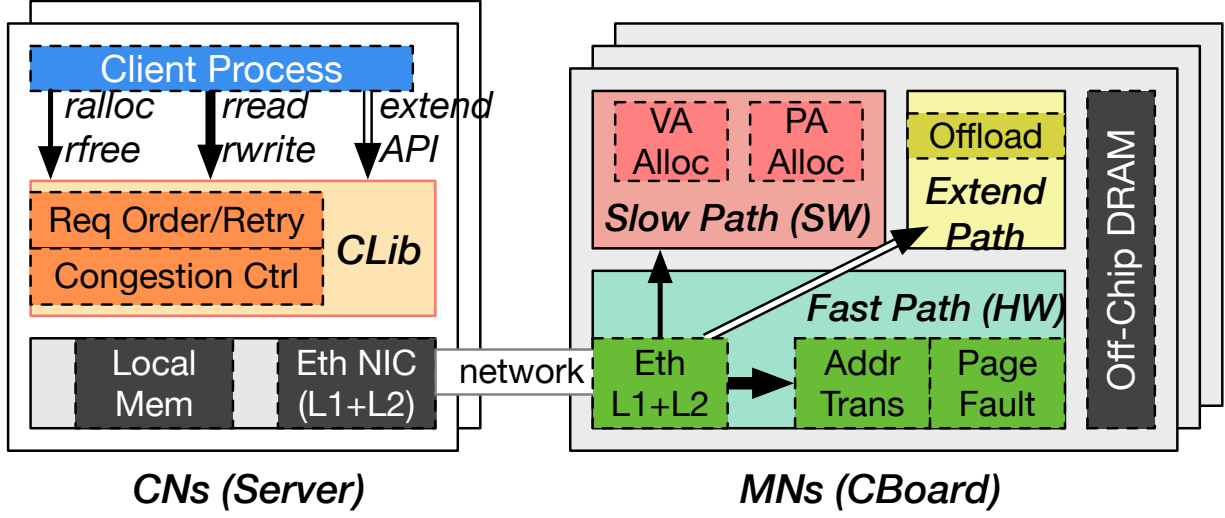 Client Process
ralloc
rfree
rread
rwrite
extend
API
Req Order/Retry
Congestion Ctrl
CLib
Local
Mem
Eth NIC
(L1+L2)
CNs (Server)
network
VA
Alloc
PA
Alloc
Slow Path (SW)
Offload
Extend
Path
Fast Path (HW)
Eth
L1+L2
Addr
Trans
Page
Fault
Off-Chip DRAM
MNs (CBoard)